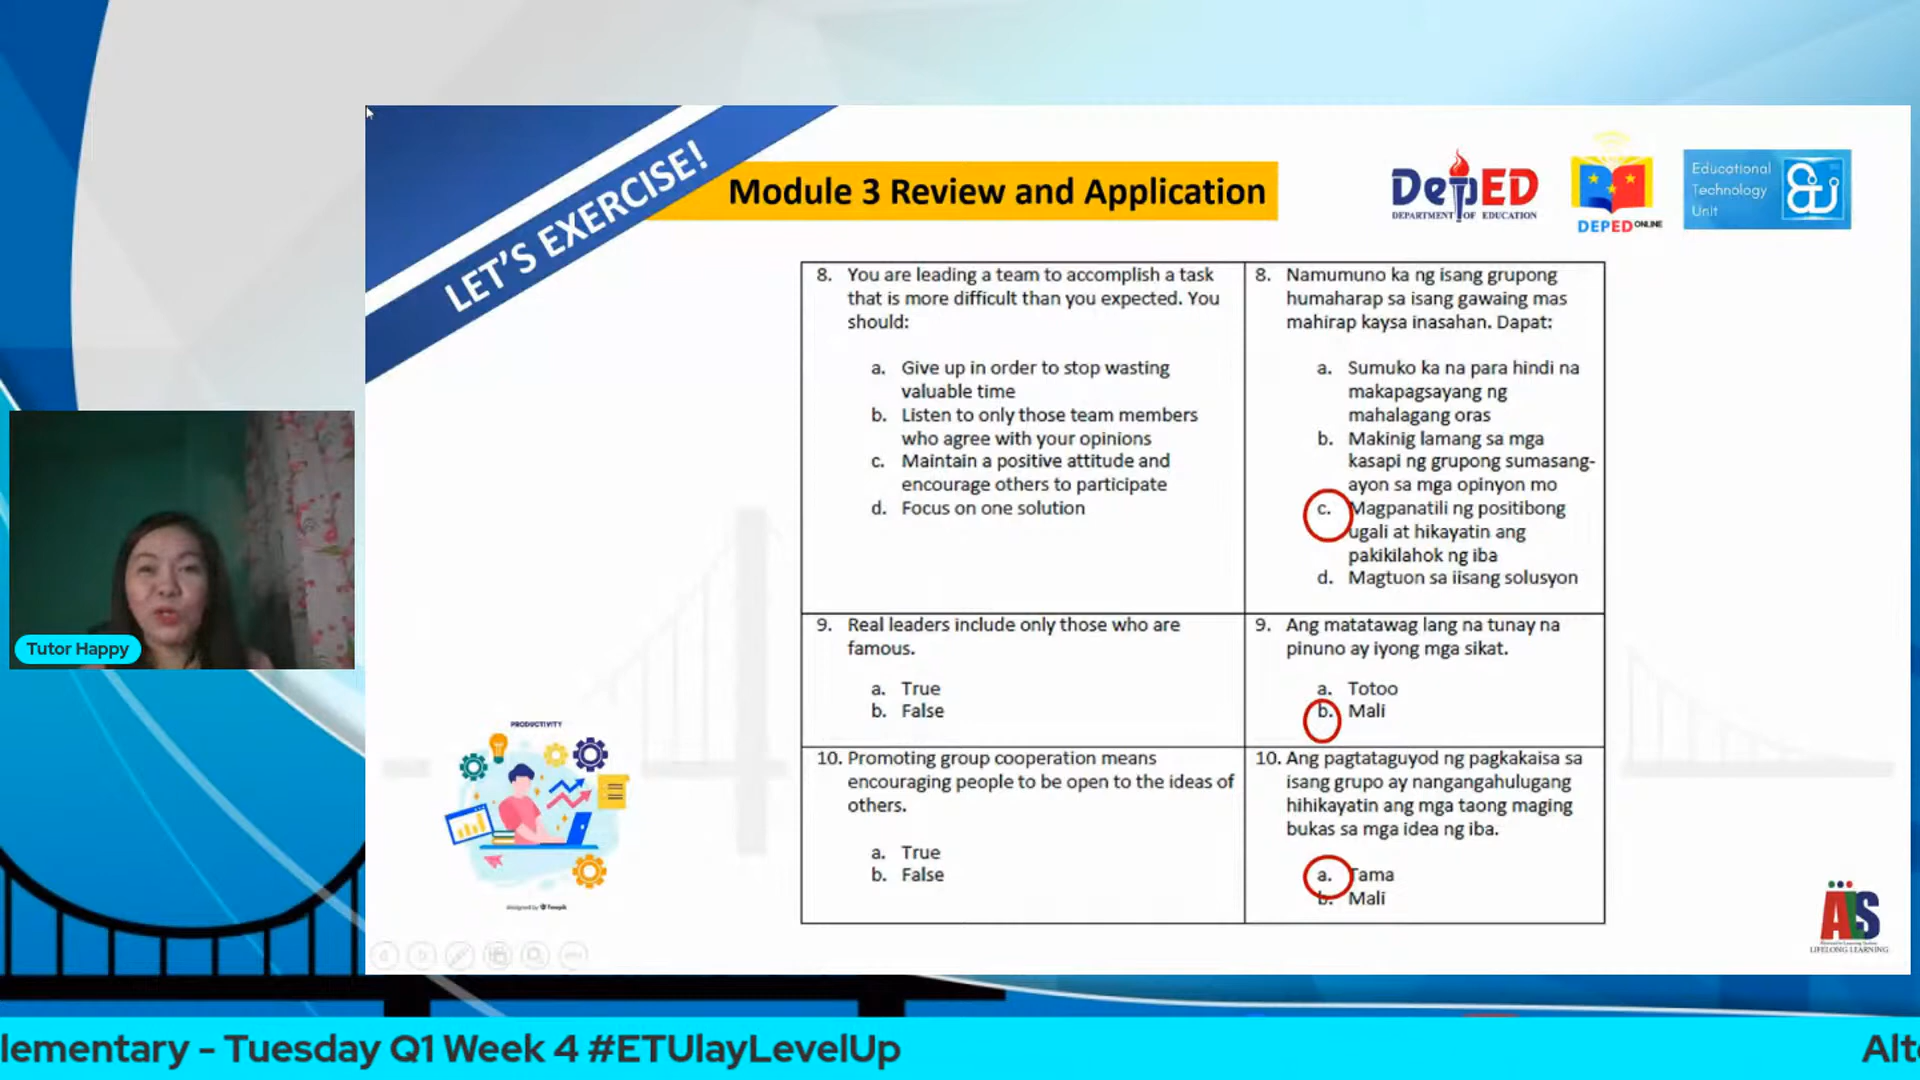 LET'S EXERCISE!
Module 3 Review and Application
DepED
DEPARTMENT OF EDUCATION
DEPED ONLINE
Educational
Technology
Unit
8. You are leading a team to accomplish a task
that is more difficult than you expected. You
should:
a. Give up in order to stop wasting
valuable time
b. Listen to only those team members
who agree with your opinions
c. Maintain a positive attitude and
encourage others to participate
d. Focus on one solution
8. Namumuno ka ng isang grupong
humaharap sa isang gawaing mas
mahirap kaysa inasahan. Dapat:
a. Sumuko ka na para hindi na
makapagsayang ng
mahalagang oras
b. Makinig lamang sa mga
kasapi ng grupong sumasang-
ayon sa mga opinyon mo
c. Magpanatili ng positibong
ugali at hikayatin ang
pakikilahok ng iba
d. Magtuon sa iisang solusyon
9. Real leaders include only those who are
famous.
a. True
b. False
9. Ang matatawag lang na tunay na
pinuno ay iyong mga sikat.
a. Totoo
b. Mali
10. Promoting group cooperation means
encouraging people to be open to the ideas of
others.
a. True
b. False
10. Ang pagtataguyod ng pagkakaisa sa
isang grupo ay nangangahulugang
hihikayatin ang mga taong maging
bukas sa mga idea ng iba.
a. Tama
b. Mali
Tutor Happy
PRODUCTIVITY
designed by freepik
ALS
LIFELONG LEARNING
lementary - Tuesday Q1 Week 4 #ETUlayLevelUp
Alte